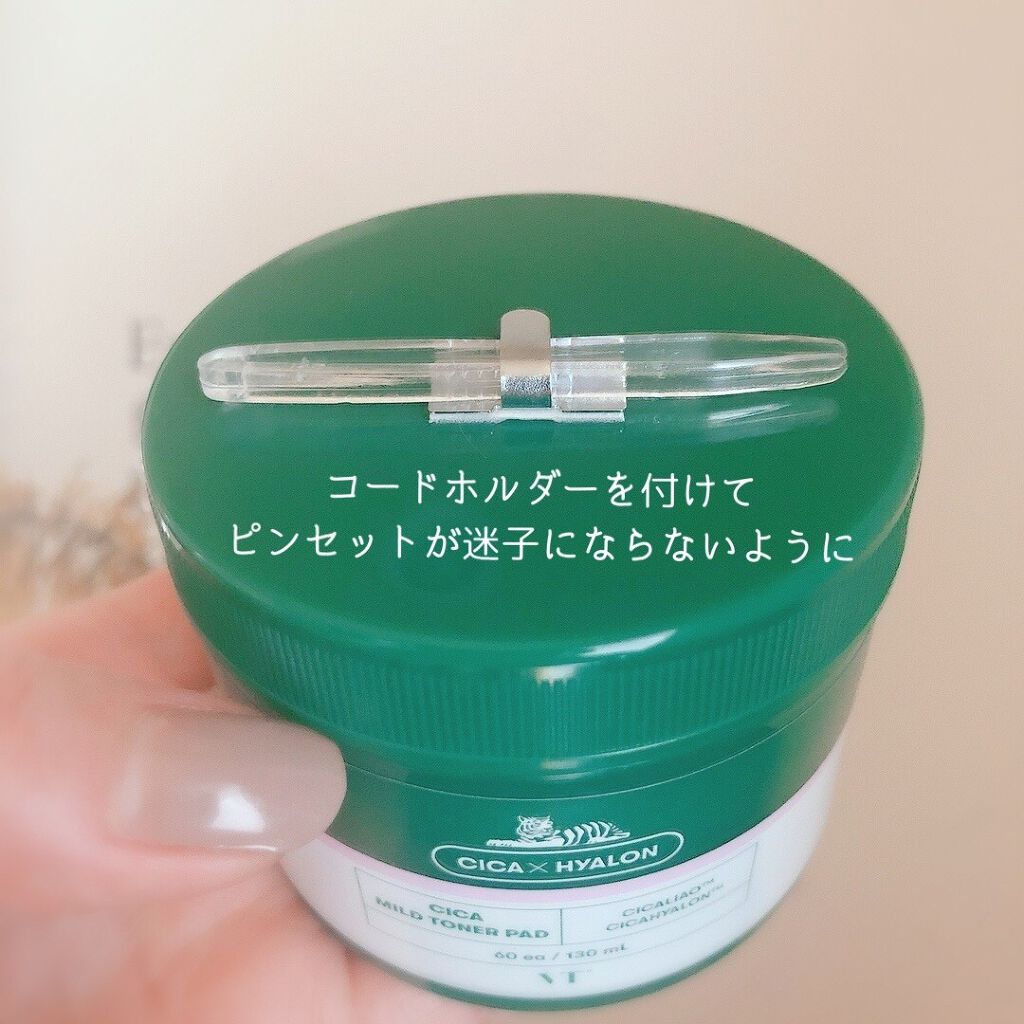 コードホルダーを付けて
ピンセットが迷子にならないように
CICA × HYALON
CICA
MILD TONER PAD
CICALIAO™
CICAHYALON™
60 ea / 130 mL
VT